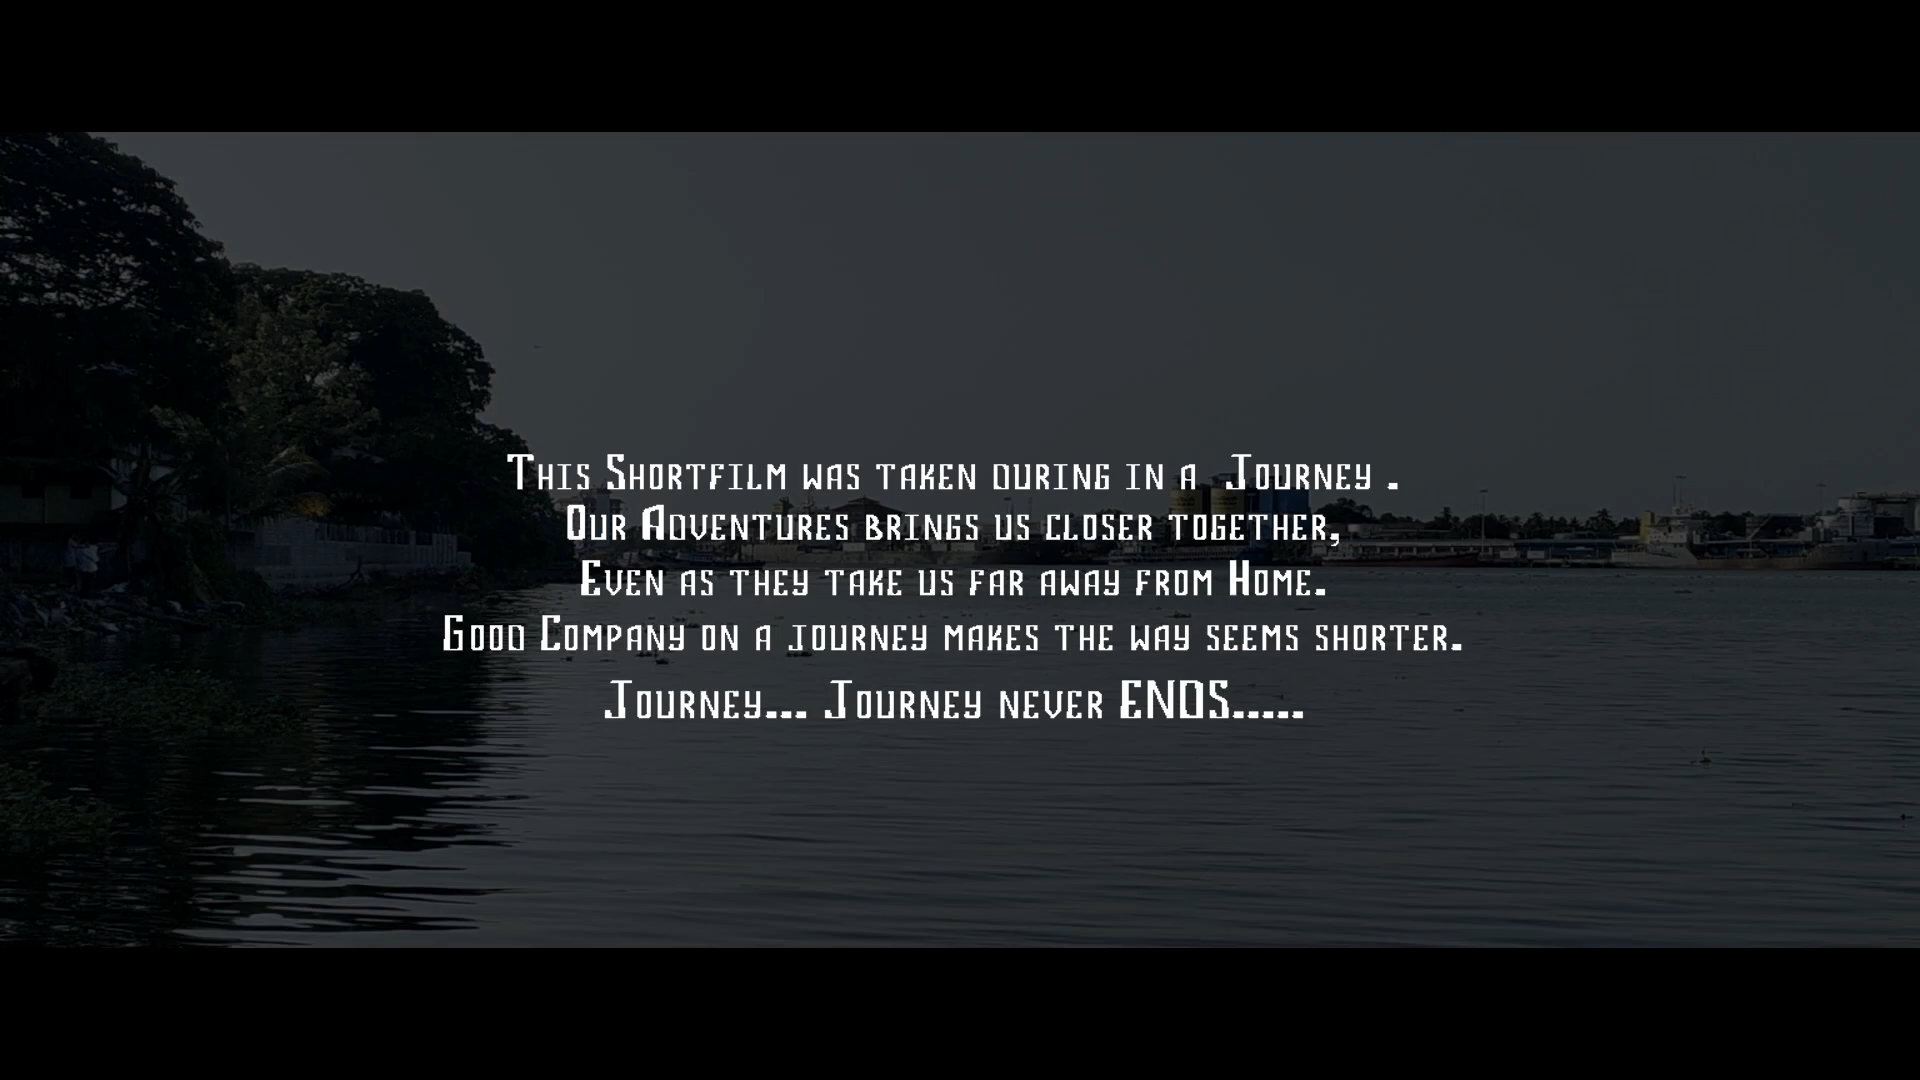 This Shortfilm was taken during in a Journey .
Our Adventures brings us closer together,
Even as they take us far away from Home.
Good Company on a journey makes the way seems shorter.
Journey... Journey never ENDS.....